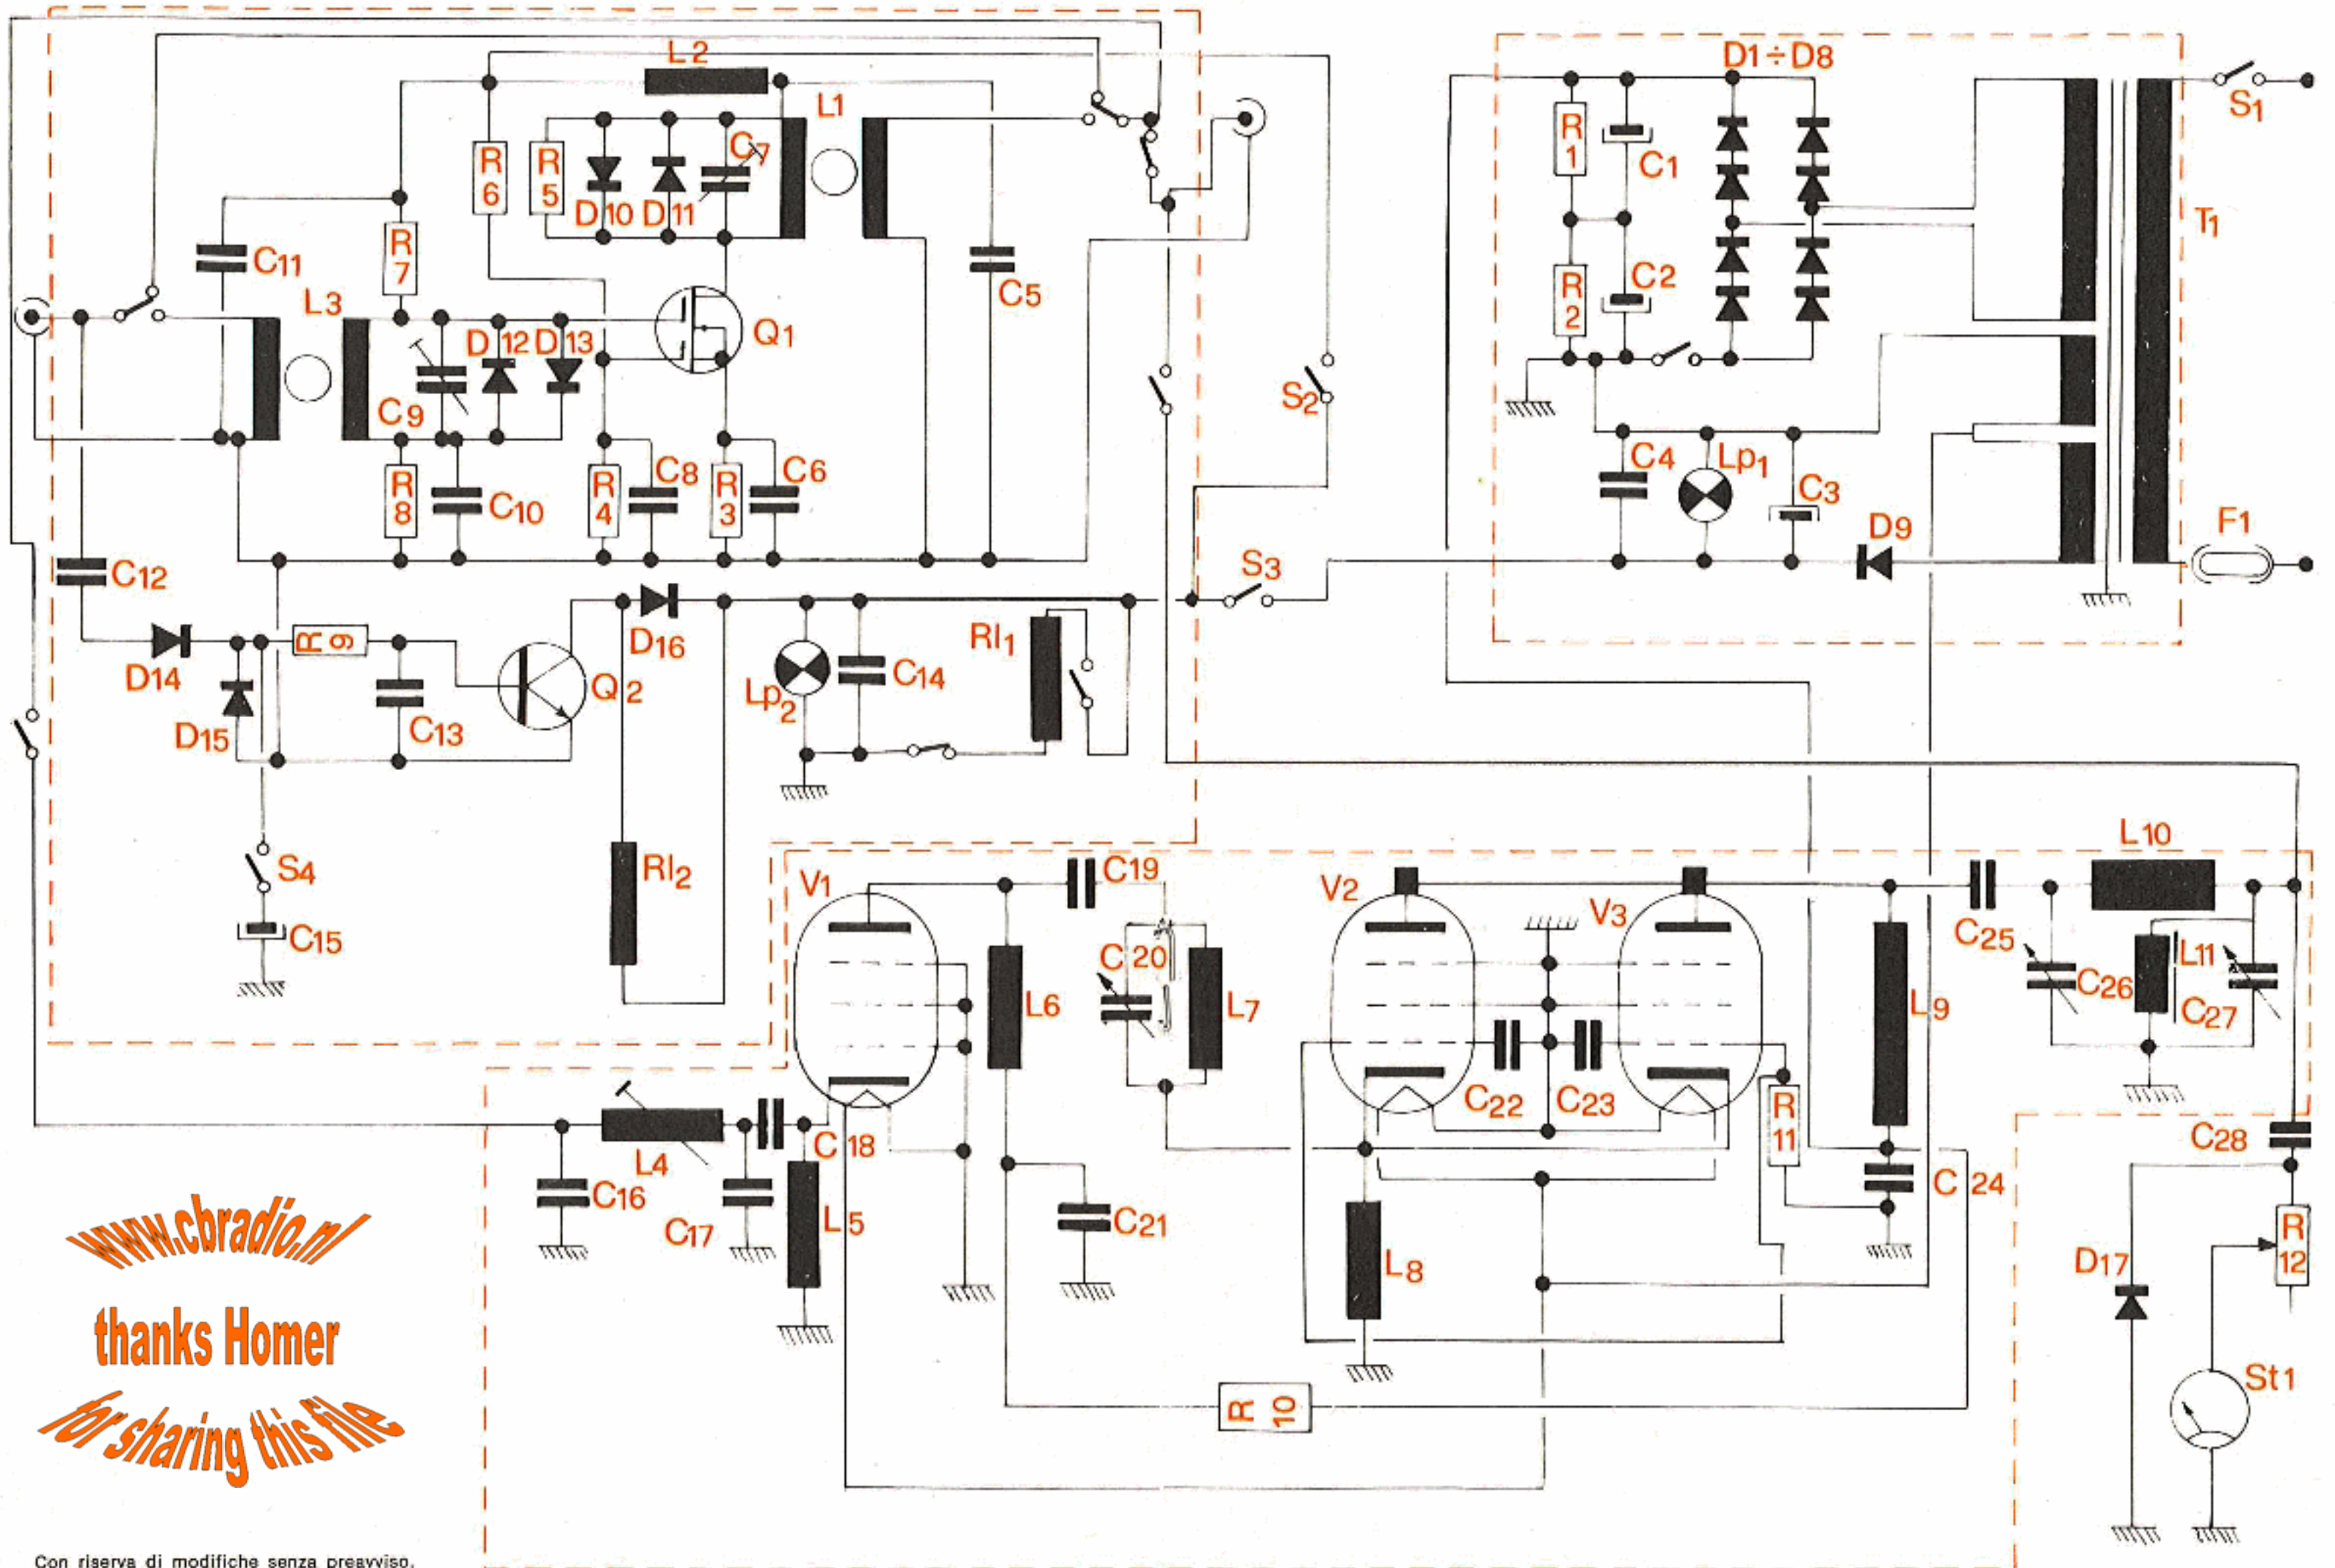 L2
D1÷D8
S1
L1
C7
R1
C1
R6
R5
D10
D11
T1
C11
R7
C2
R2
C5
L3
Q1
D12
D13
C9
S2
C8
C6
C4
Lp1
C3
R8
C10
R4
R3
D9
F1
C12
S3
D16
Rl1
R9
D14
Q2
C14
Lp2
D15
C13
S4
Rl2
C15
V1
C19
V2
V3
L10
C25
C20
L6
L7
L9
C26
L11
C27
C22
C23
R11
C18
L4
C16
C17
L5
C21
L8
C24
C28
R12
D17
St1
R10
www.cbradio.nl
thanks Homer
for sharing this file
Con riserva di modifiche senza preavviso.